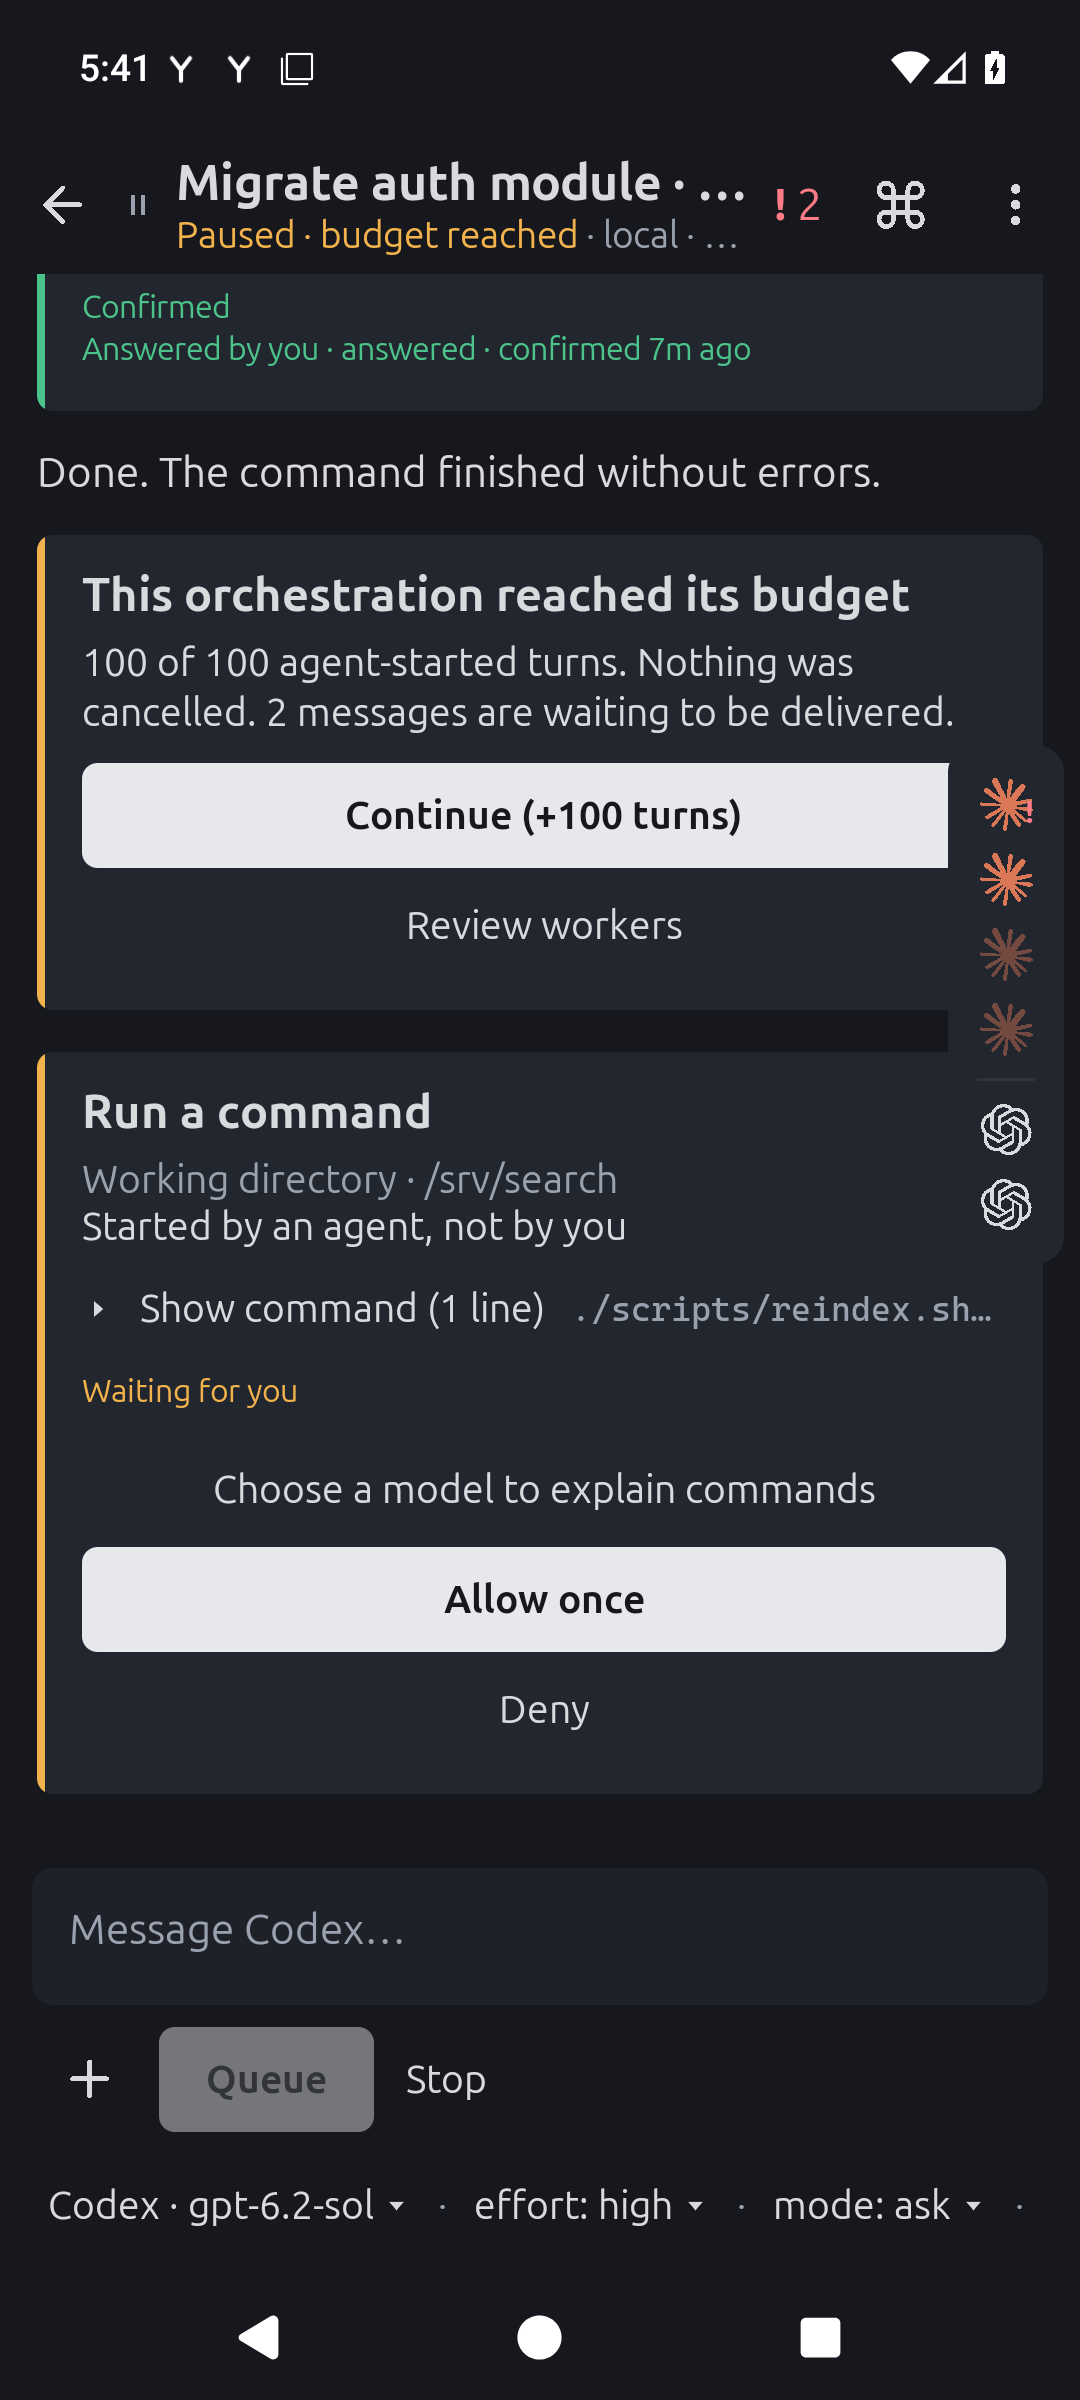 5:41
Migrate auth module · …
! 2
Paused · budget reached · local · …
Confirmed
Answered by you · answered · confirmed 7m ago
Done. The command finished without errors.
This orchestration reached its budget
100 of 100 agent-started turns. Nothing was
cancelled. 2 messages are waiting to be delivered.
Continue (+100 turns)
Review workers
Run a command
Working directory · /srv/search
Started by an agent, not by you
Show command (1 line) ./scripts/reindex.sh…
Waiting for you
Choose a model to explain commands
Allow once
Deny
Message Codex…
Queue Stop
Codex · gpt-6.2-sol · effort: high · mode: ask ·